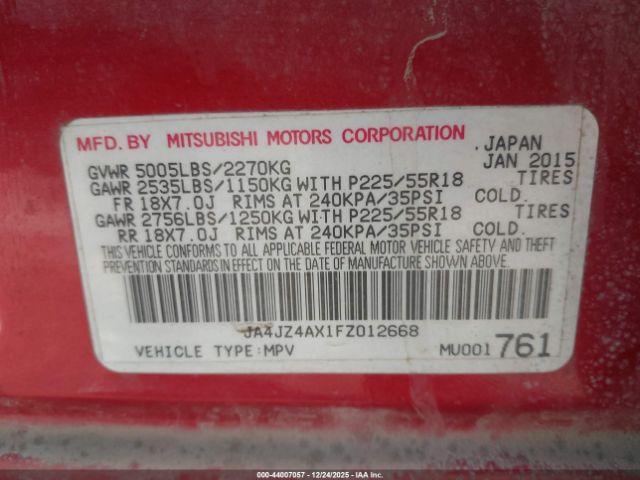 MFD. BY MITSUBISHI MOTORS CORPORATION .JAPAN
GVWR 5005LBS/2270KG JAN 2015
GAWR 2535LBS/1150KG WITH P225/55R18 TIRES
FR 18X7.0J RIMS AT 240KPA/35PSI COLD.
GAWR 2756LBS/1250KG WITH P225/55R18 TIRES
RR 18X7.0J RIMS AT 240KPA/35PSI COLD.
THIS VEHICLE CONFORMS TO ALL APPLICABLE FEDERAL MOTOR VEHICLE SAFETY AND THEFT
PREVENTION STANDARDS IN EFFECT ON THE DATE OF MANUFACTURE SHOWN ABOVE.
JA4JZ4AX1FZ012668
VEHICLE TYPE:MPV MU001 761
000-44007057 - 12/24/2025 - IAA Inc.